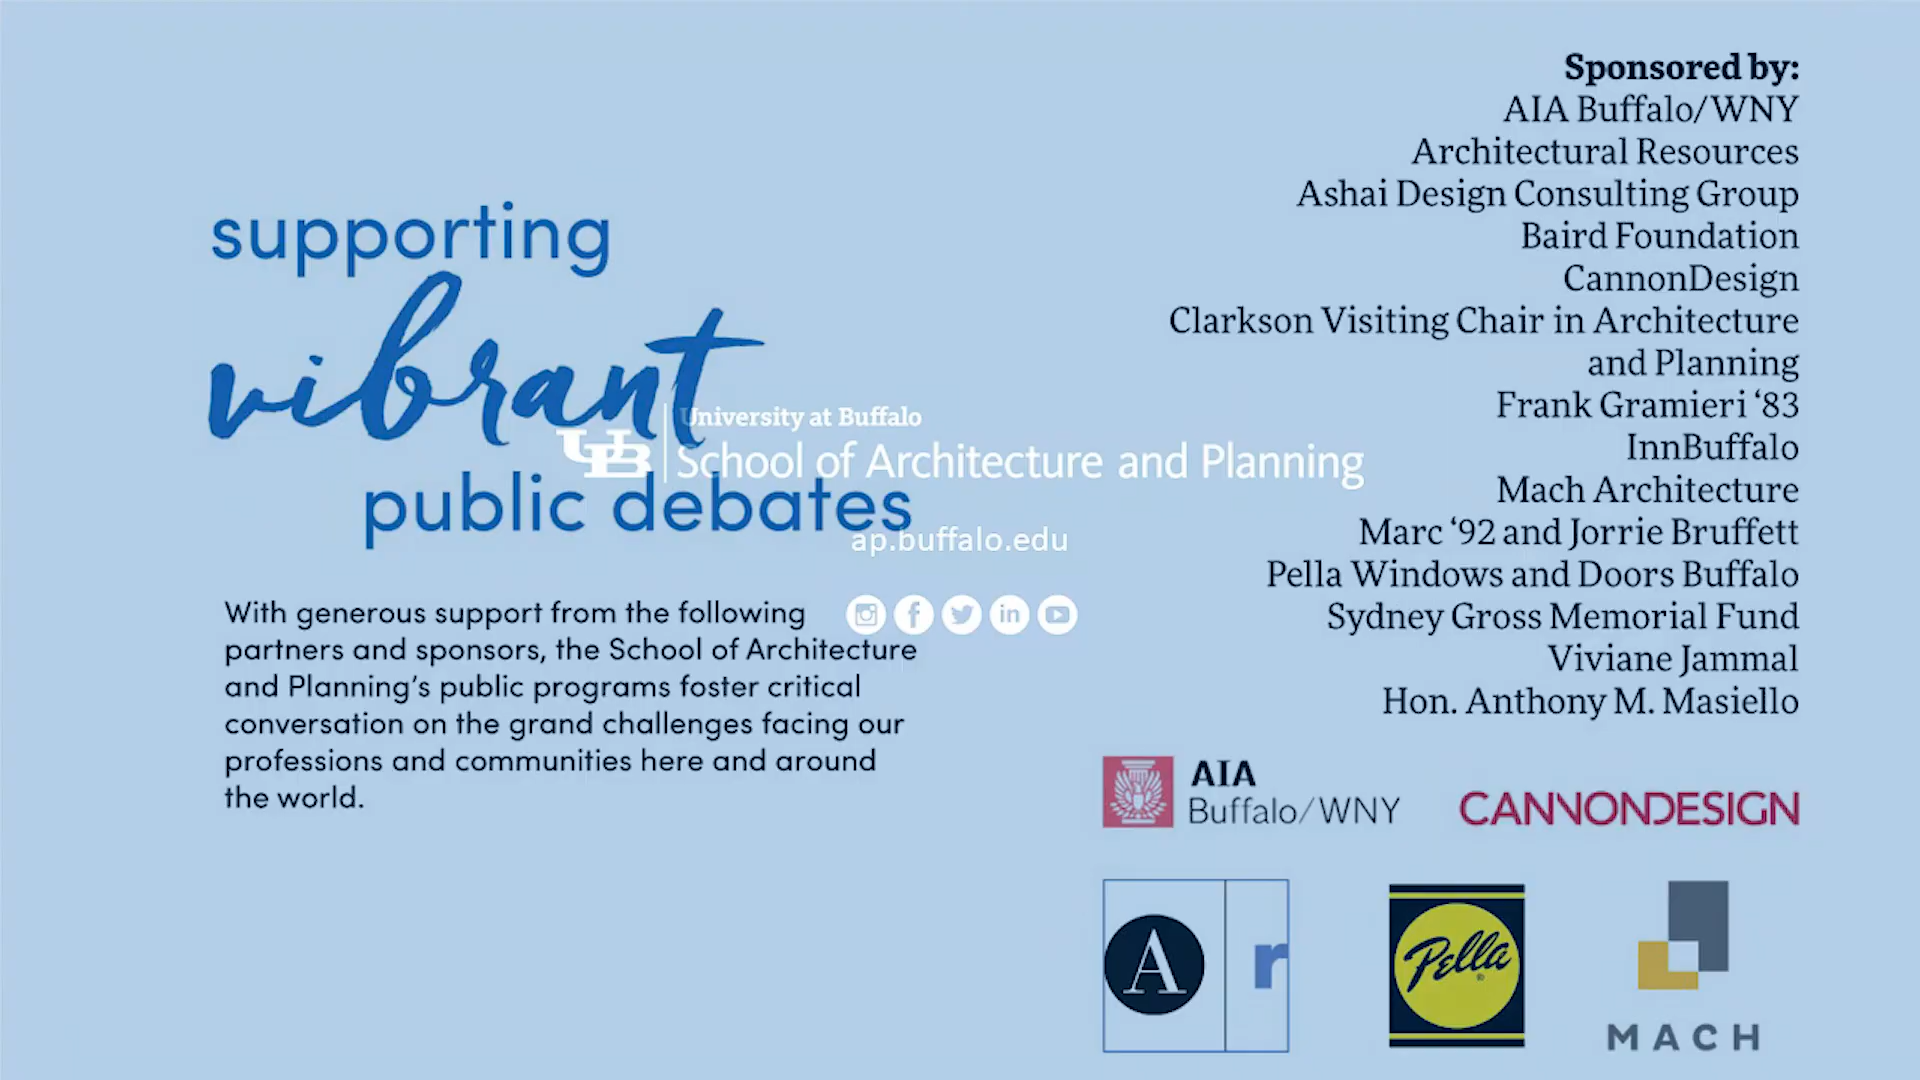 supporting
vibrant
public debates
With generous support from the following
partners and sponsors, the School of Architecture
and Planning’s public programs foster critical
conversation on the grand challenges facing our
professions and communities here and around
the world.
University at Buffalo
UB School of Architecture and Planning
ap.buffalo.edu
Sponsored by:
AIA Buffalo/WNY
Architectural Resources
Ashai Design Consulting Group
Baird Foundation
CannonDesign
Clarkson Visiting Chair in Architecture
and Planning
Frank Gramieri ‘83
InnBuffalo
Mach Architecture
Marc ‘92 and Jorrie Bruffett
Pella Windows and Doors Buffalo
Sydney Gross Memorial Fund
Viviane Jammal
Hon. Anthony M. Masiello
AIA
Buffalo/WNY
CANNONDESIGN
A r
Pella®
MACH